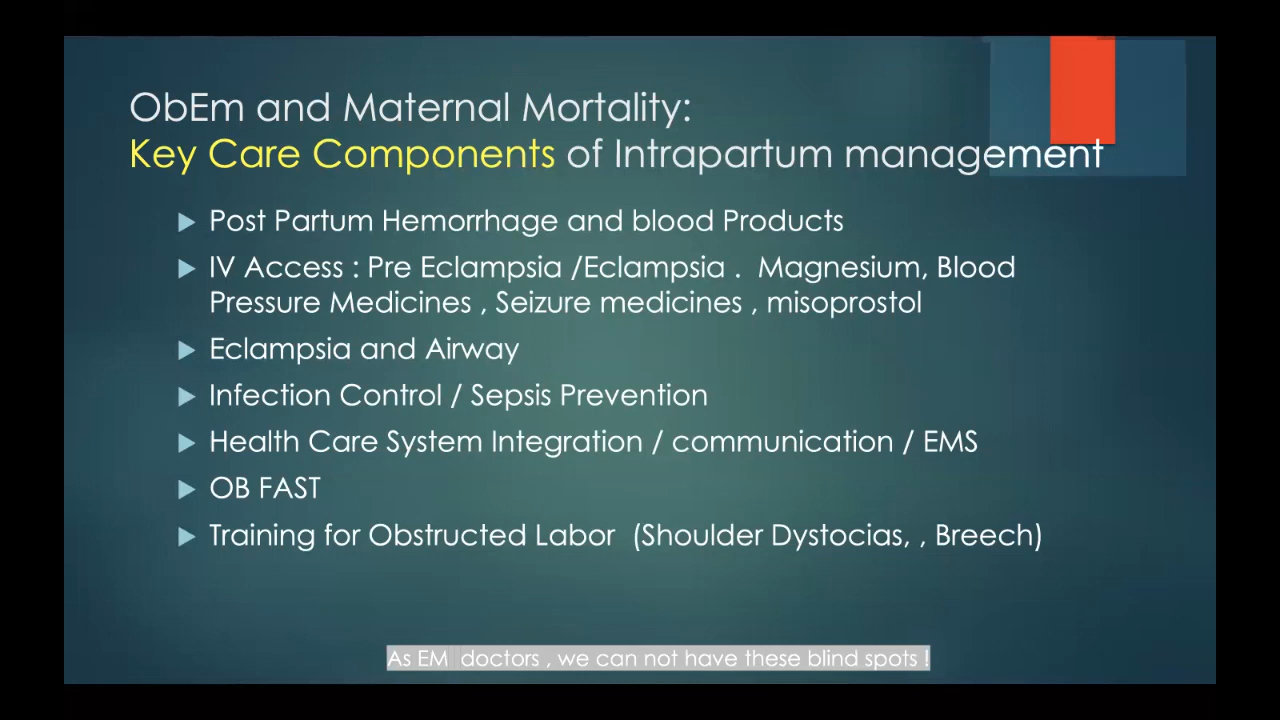 ObEm and Maternal Mortality:
Key Care Components of Intrapartum management
Post Partum Hemorrhage and blood Products
IV Access : Pre Eclampsia /Eclampsia .  Magnesium, Blood
Pressure Medicines , Seizure medicines , misoprostol
Eclampsia and Airway
Infection Control / Sepsis Prevention
Health Care System Integration / communication / EMS
OB FAST
Training for Obstructed Labor  (Shoulder Dystocias, , Breech)
As EM  doctors , we can not have these blind spots !